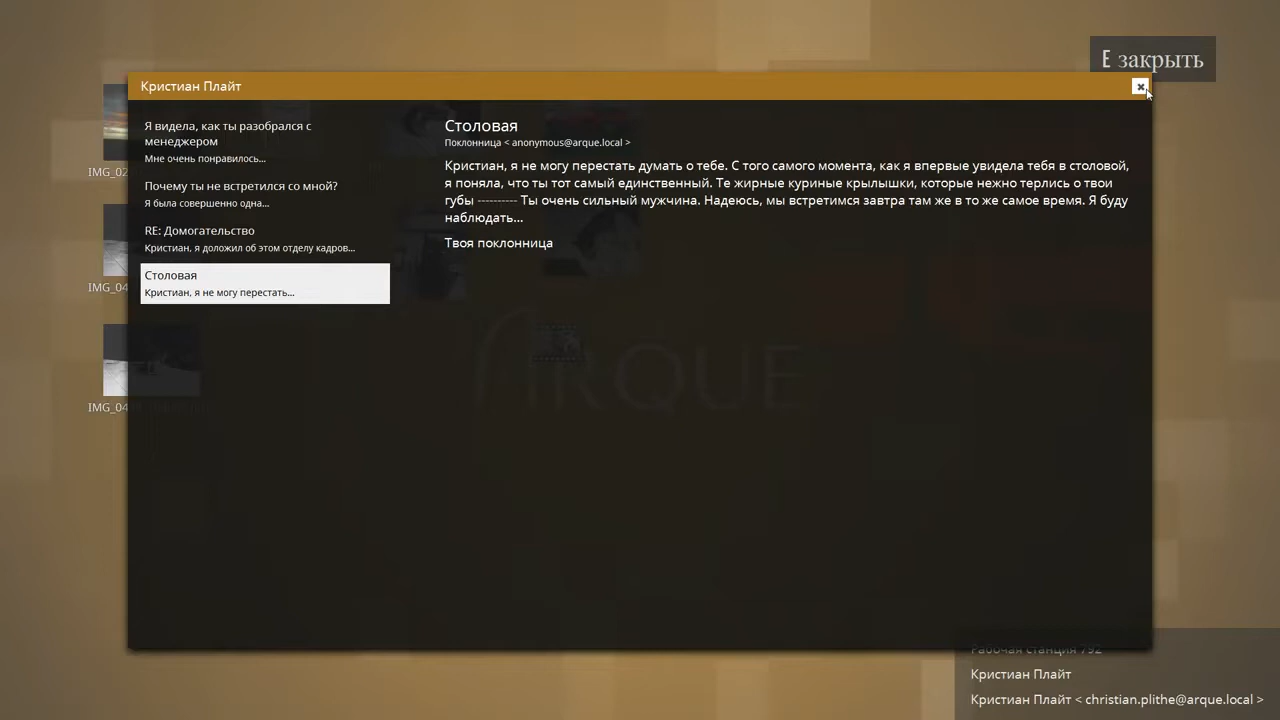 E закрыть
Кристиан Плайт
Я видела, как ты разобрался с
менеджером
Мне очень понравилось...
Почему ты не встретился со мной?
Я была совершенно одна...
RE: Домогательство
Кристиан, я доложил об этом отделу кадров...
Столовая
Кристиан, я не могу перестать...
Столовая
Поклонница < anonymous@arque.local >
Кристиан, я не могу перестать думать о тебе. С того самого момента, как я впервые увидела тебя в столовой,
я поняла, что ты тот самый единственный. Те жирные куриные крылышки, которые нежно терлись о твои
губы ---------- Ты очень сильный мужчина. Надеюсь, мы встретимся завтра там же в то же самое время. Я буду
наблюдать...
Твоя поклонница
IMG_02
IMG_04
IMG_04
ARQUE
Рабочая станция 792
Кристиан Плайт
Кристиан Плайт < christian.plithe@arque.local >